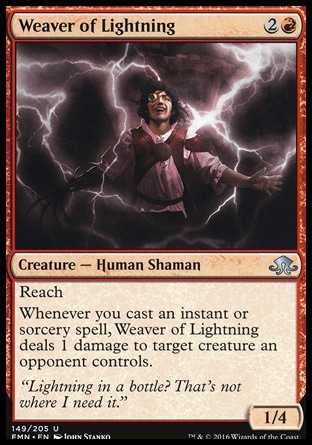 Weaver of Lightning 2
Creature — Human Shaman
Reach
Whenever you cast an instant or
sorcery spell, Weaver of Lightning
deals 1 damage to target creature an
opponent controls.
“Lightning in a bottle? That’s not
where I need it.”
1/4
149/205 U
EMN • EN JOHN STANKO
™ & © 2016 Wizards of the Coast